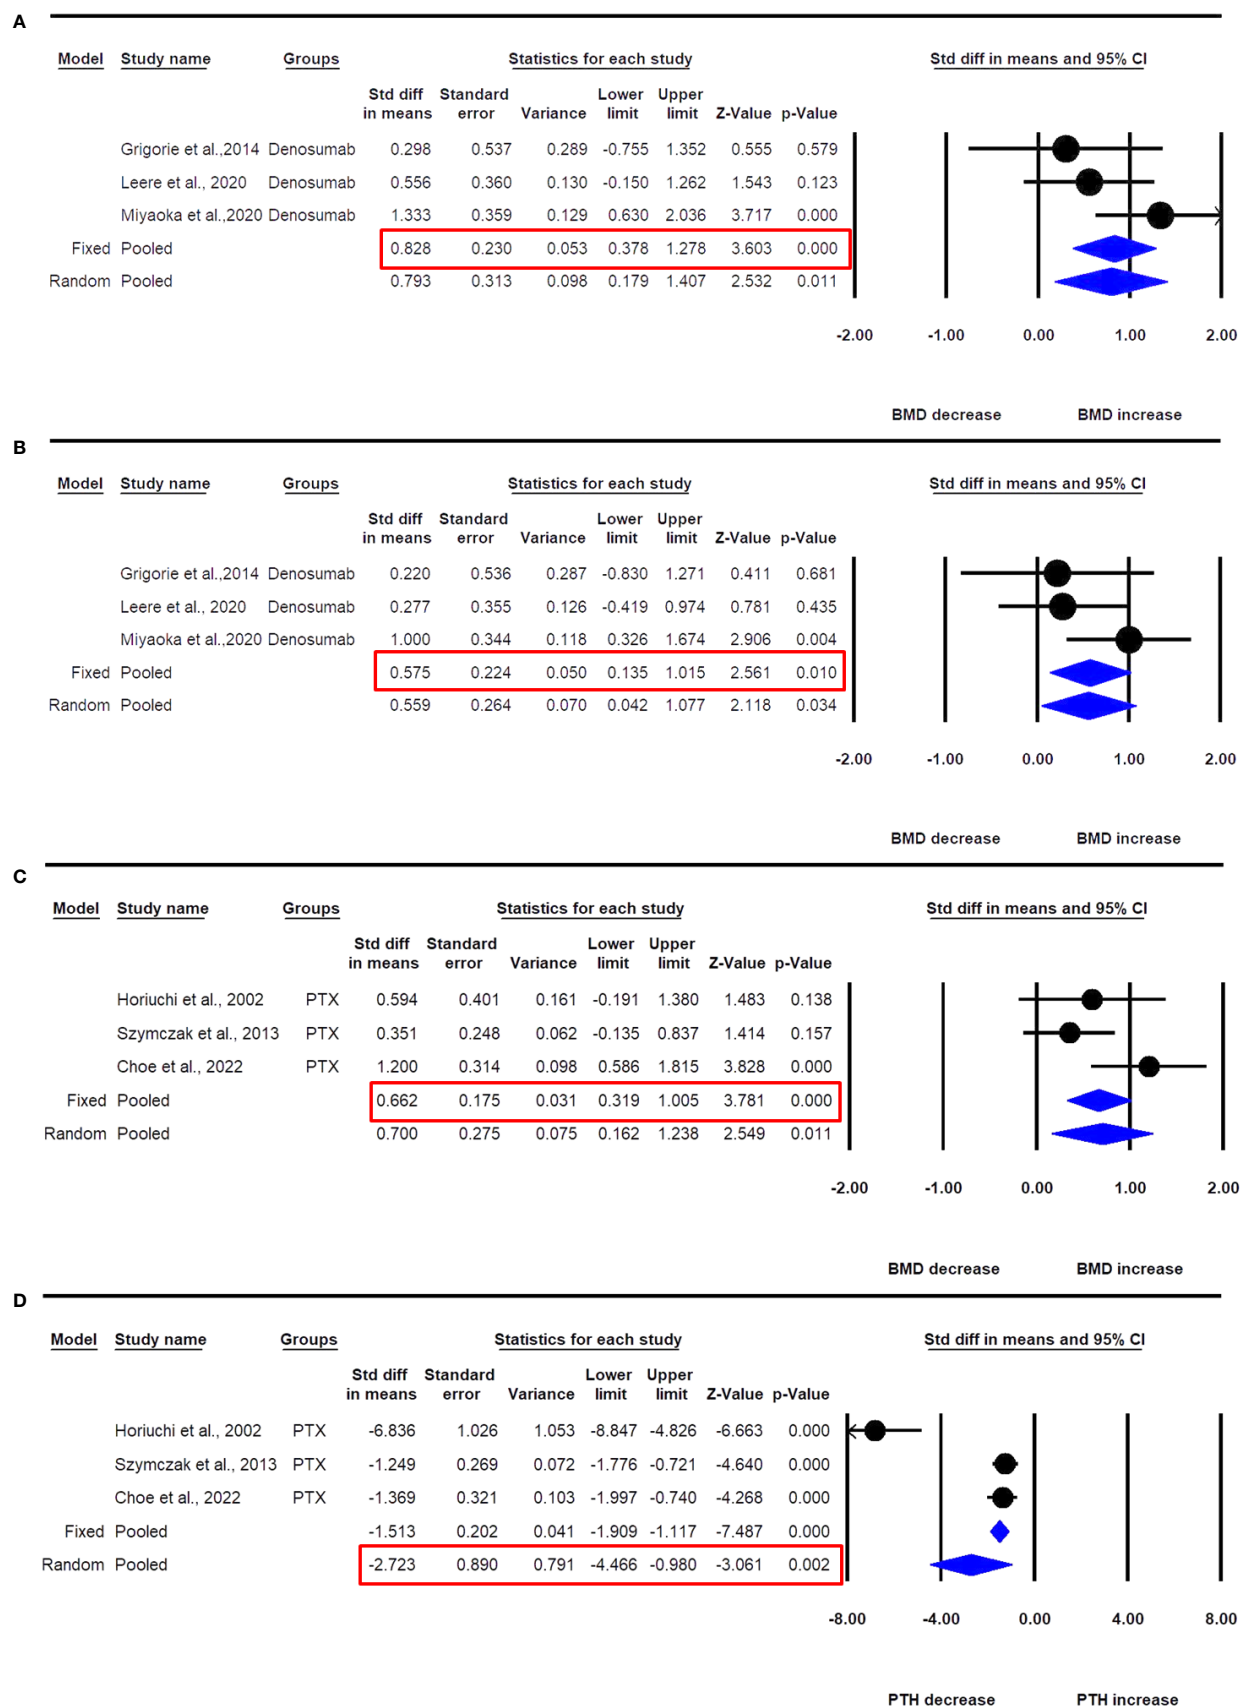 A
Model Study name Groups Statistics for each study Std diff in means and 95% CI
Std diff Standard Lower Upper
in means error Variance limit limit Z-Value p-Value
Grigorie et al.,2014 Denosumab 0.298 0.537 0.289 -0.755 1.352 0.555 0.579
Leere et al., 2020 Denosumab 0.556 0.360 0.130 -0.150 1.262 1.543 0.123
Miyaoka et al.,2020 Denosumab 1.333 0.359 0.129 0.630 2.036 3.717 0.000
Fixed Pooled 0.828 0.230 0.053 0.378 1.278 3.603 0.000
Random Pooled 0.793 0.313 0.098 0.179 1.407 2.532 0.011
-2.00 -1.00 0.00 1.00 2.00
BMD decrease BMD increase
B
Model Study name Groups Statistics for each study Std diff in means and 95% CI
Std diff Standard Lower Upper
in means error Variance limit limit Z-Value p-Value
Grigorie et al.,2014 Denosumab 0.220 0.536 0.287 -0.830 1.271 0.411 0.681
Leere et al., 2020 Denosumab 0.277 0.355 0.126 -0.419 0.974 0.781 0.435
Miyaoka et al.,2020 Denosumab 1.000 0.344 0.118 0.326 1.674 2.906 0.004
Fixed Pooled 0.575 0.224 0.050 0.135 1.015 2.561 0.010
Random Pooled 0.559 0.264 0.070 0.042 1.077 2.118 0.034
-2.00 -1.00 0.00 1.00 2.00
BMD decrease BMD increase
C
Model Study name Groups Statistics for each study Std diff in means and 95% CI
Std diff Standard Lower Upper
in means error Variance limit limit Z-Value p-Value
Horiuchi et al., 2002 PTX 0.594 0.401 0.161 -0.191 1.380 1.483 0.138
Szymczak et al., 2013 PTX 0.351 0.248 0.062 -0.135 0.837 1.414 0.157
Choe et al., 2022 PTX 1.200 0.314 0.098 0.586 1.815 3.828 0.000
Fixed Pooled 0.662 0.175 0.031 0.319 1.005 3.781 0.000
Random Pooled 0.700 0.275 0.075 0.162 1.238 2.549 0.011
-2.00 -1.00 0.00 1.00 2.00
BMD decrease BMD increase
D
Model Study name Groups Statistics for each study Std diff in means and 95% CI
Std diff Standard Lower Upper
in means error Variance limit limit Z-Value p-Value
Horiuchi et al., 2002 PTX -6.836 1.026 1.053 -8.847 -4.826 -6.663 0.000
Szymczak et al., 2013 PTX -1.249 0.269 0.072 -1.776 -0.721 -4.640 0.000
Choe et al., 2022 PTX -1.369 0.321 0.103 -1.997 -0.740 -4.268 0.000
Fixed Pooled -1.513 0.202 0.041 -1.909 -1.117 -7.487 0.000
Random Pooled -2.723 0.890 0.791 -4.466 -0.980 -3.061 0.002
-8.00 -4.00 0.00 4.00 8.00
PTH decrease PTH increase